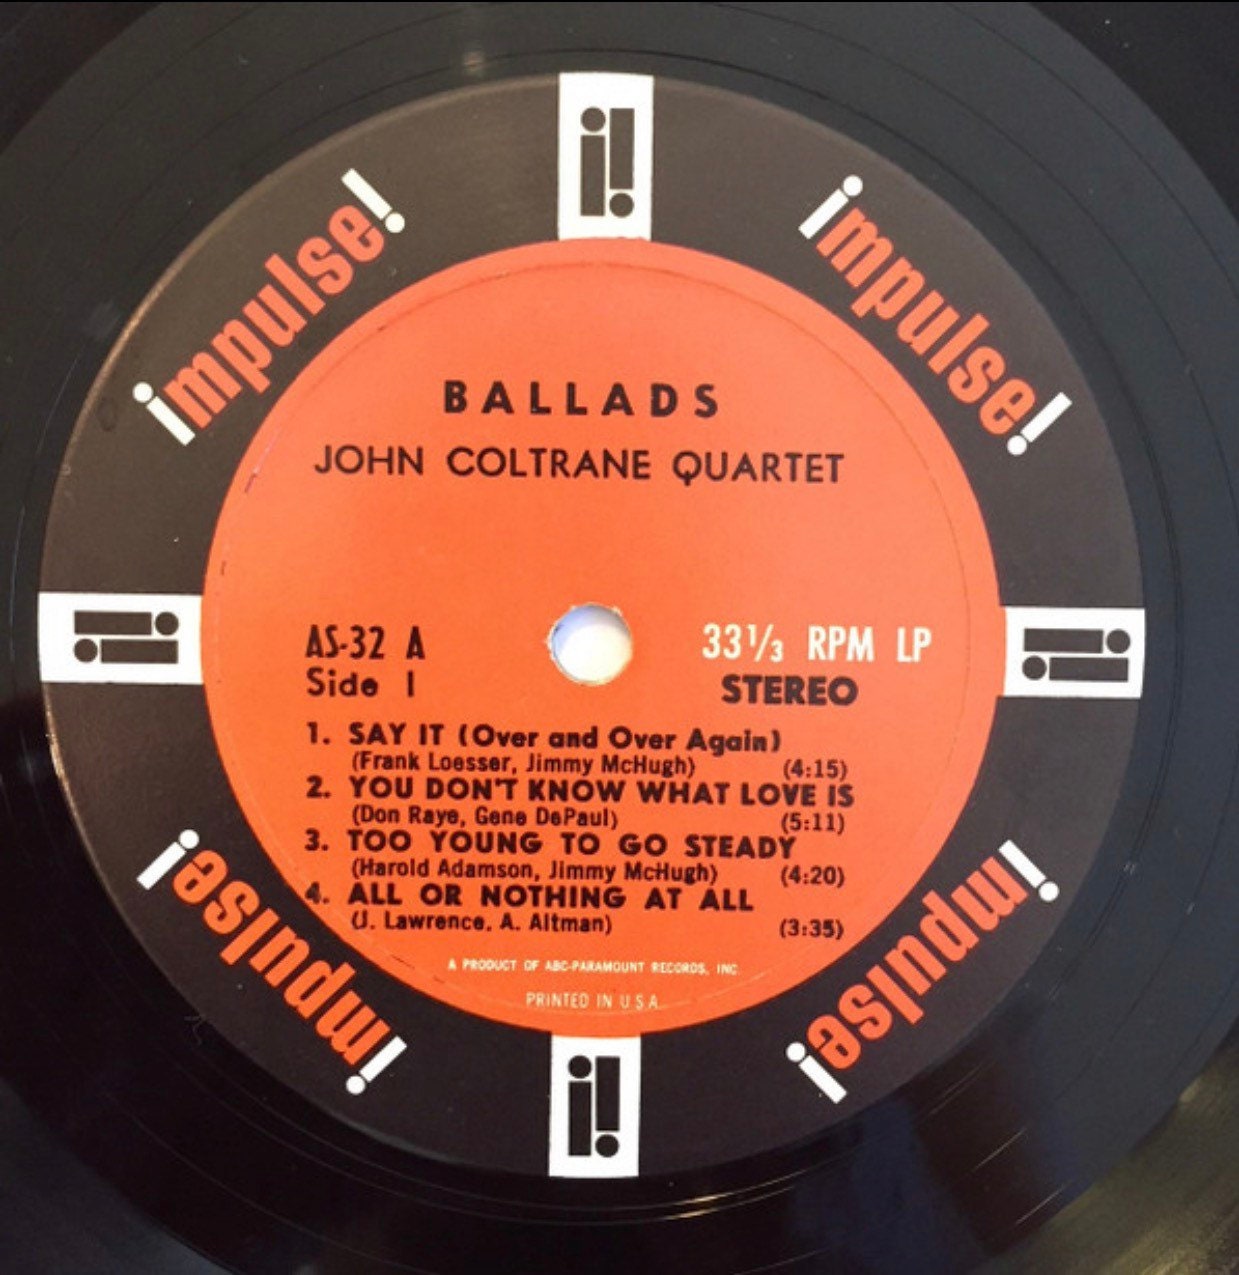 impulse!
impulse!
BALLADS
JOHN COLTRANE QUARTET
AS-32 A
33⅓ RPM LP
Side 1
STEREO
1. SAY IT (Over and Over Again)
(Frank Loesser, Jimmy McHugh) (4:15)
2. YOU DON'T KNOW WHAT LOVE IS
(Don Raye, Gene DePaul) (5:11)
3. TOO YOUNG TO GO STEADY
(Harold Adamson, Jimmy McHugh) (4:20)
4. ALL OR NOTHING AT ALL
(J. Lawrence, A. Altman) (3:35)
A PRODUCT OF ABC-PARAMOUNT RECORDS, INC.
PRINTED IN U.S.A.
impulse!
impulse!